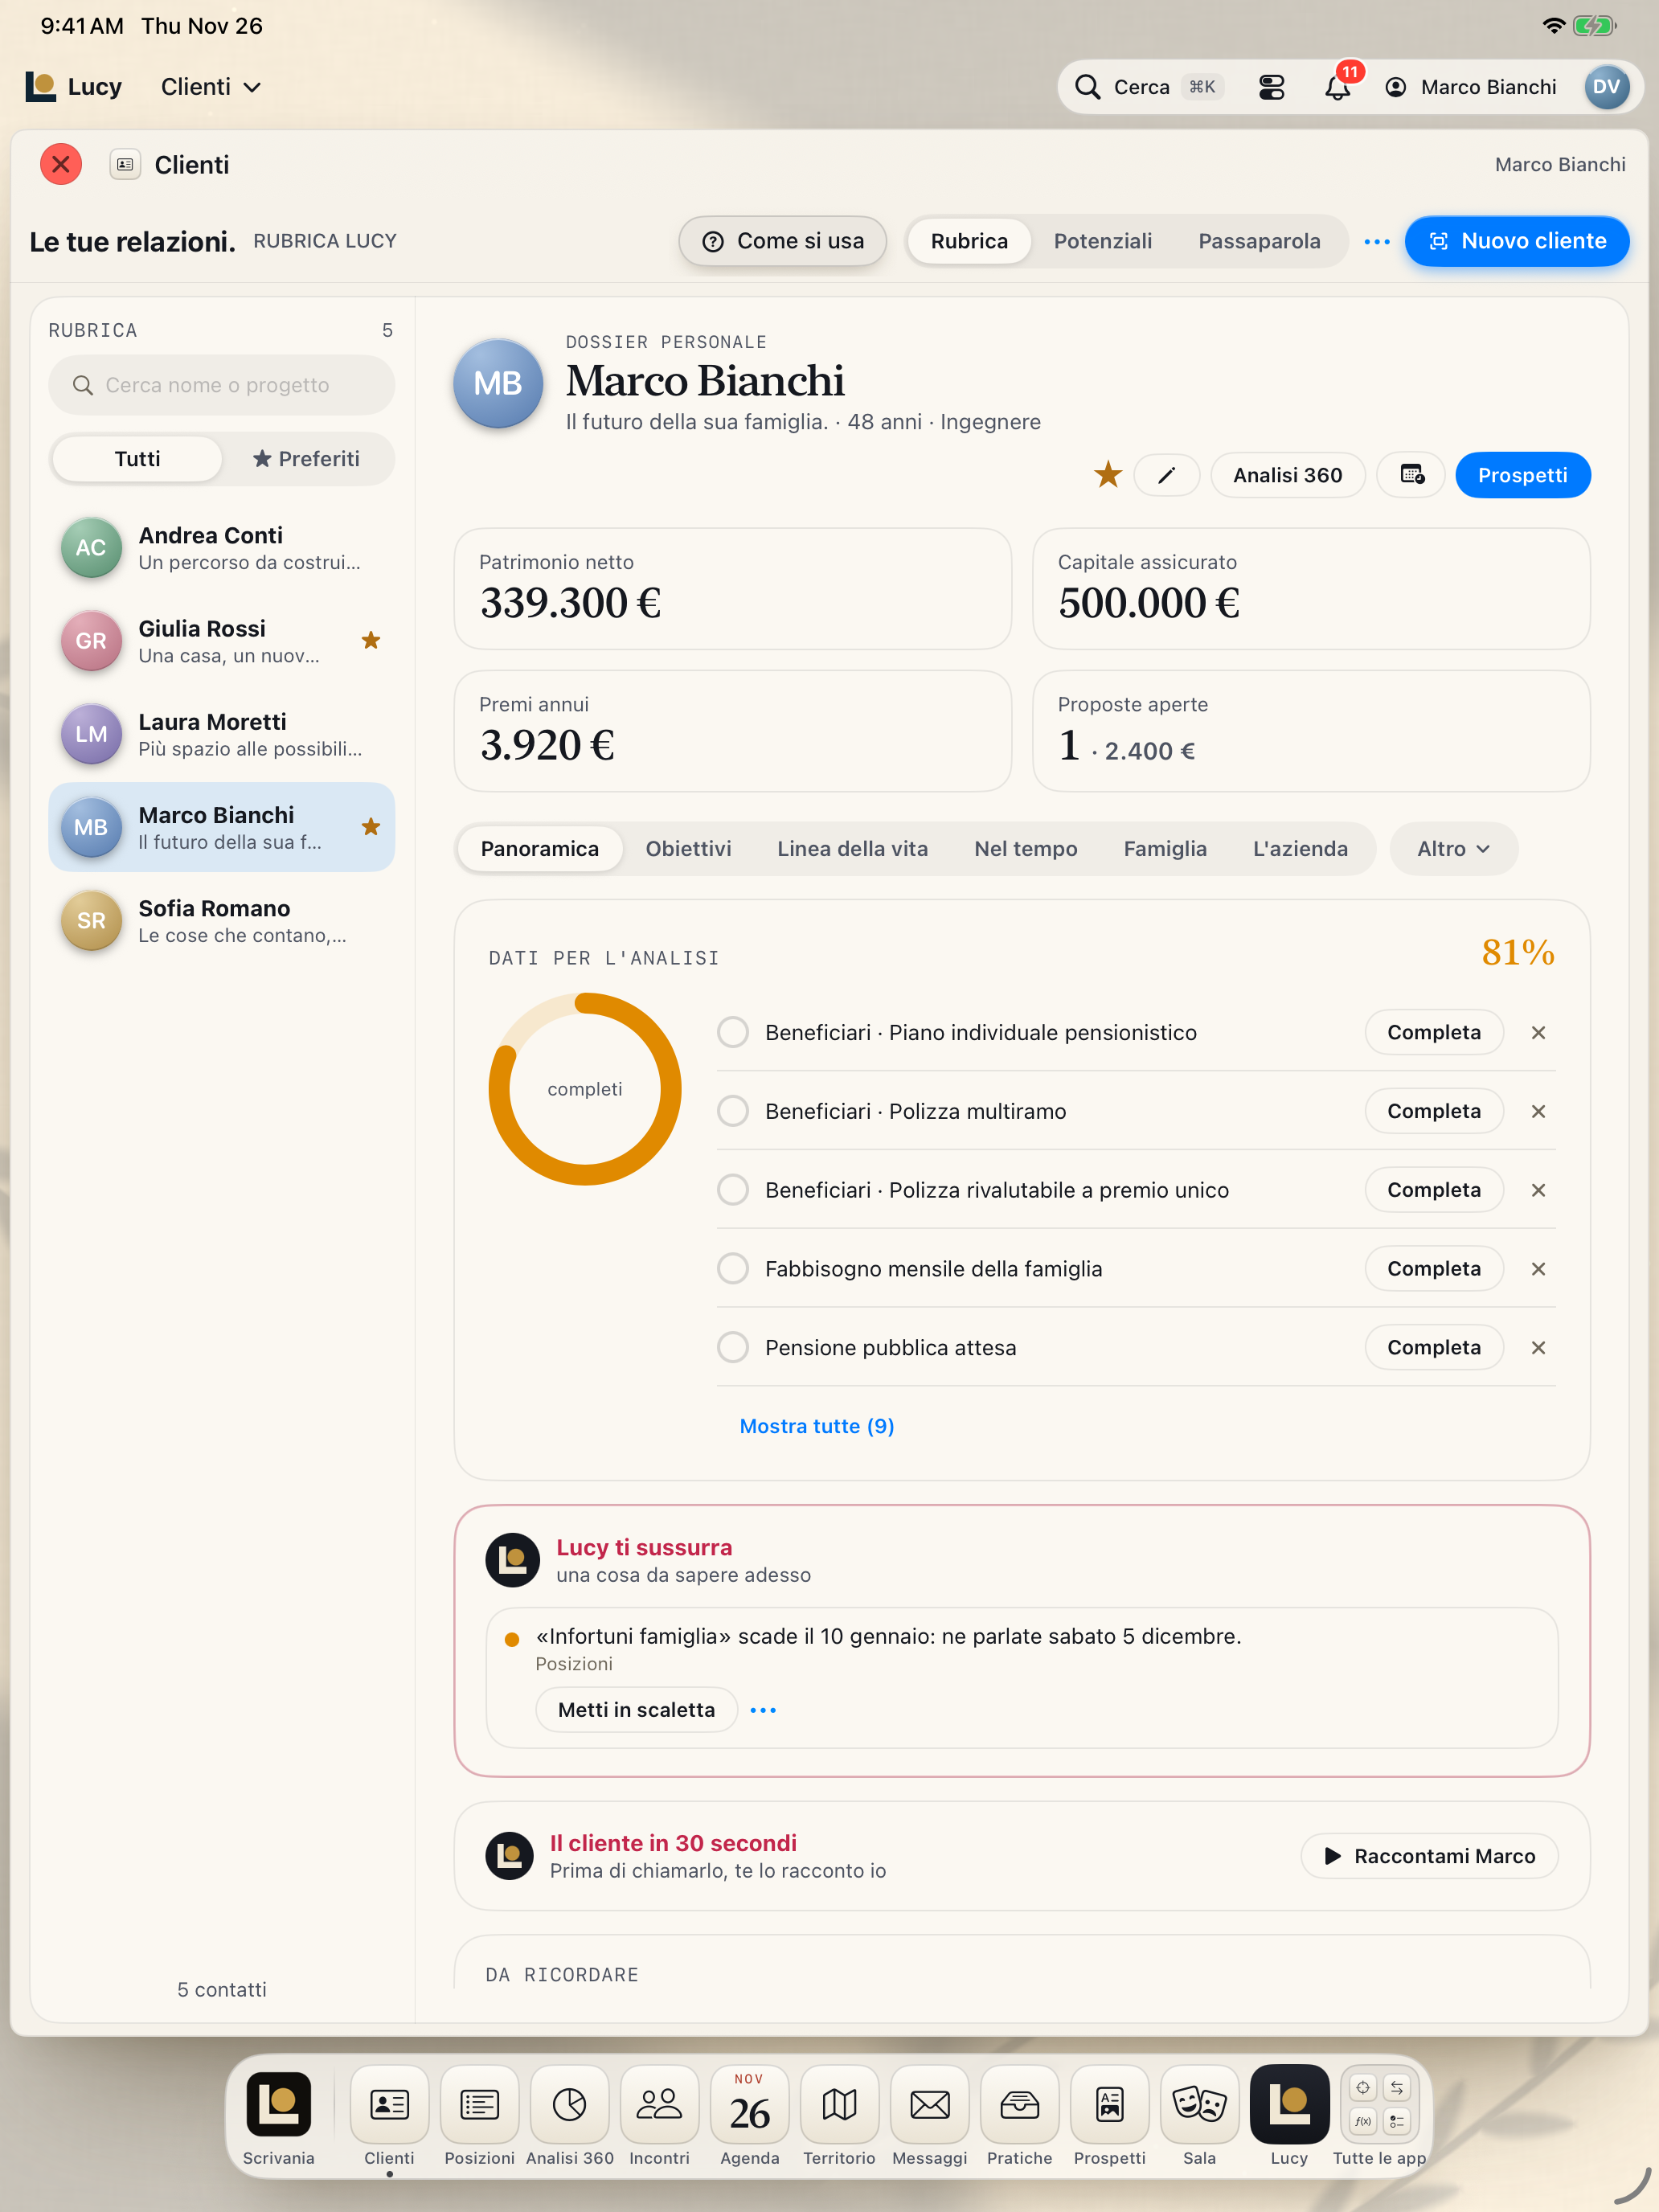 9:41 AM Thu Nov 26
Lucy
Clienti
Cerca ⌘K
11
Marco Bianchi
DV
Clienti
Marco Bianchi
Le tue relazioni.
RUBRICA LUCY
Come si usa
Rubrica
Potenziali
Passaparola
Nuovo cliente
RUBRICA
5
Cerca nome o progetto
Tutti
Preferiti
AC
Andrea Conti
Un percorso da costrui...
GR
Giulia Rossi
Una casa, un nuov...
LM
Laura Moretti
Più spazio alle possibili...
MB
Marco Bianchi
Il futuro della sua f...
SR
Sofia Romano
Le cose che contano,...
5 contatti
MB
DOSSIER PERSONALE
Marco Bianchi
Il futuro della sua famiglia. · 48 anni · Ingegnere
Analisi 360
Prospetti
Patrimonio netto
339.300 €
Capitale assicurato
500.000 €
Premi annui
3.920 €
Proposte aperte
1 · 2.400 €
Panoramica
Obiettivi
Linea della vita
Nel tempo
Famiglia
L'azienda
Altro
DATI PER L'ANALISI
81%
completi
Beneficiari · Piano individuale pensionistico
Completa
Beneficiari · Polizza multiramo
Completa
Beneficiari · Polizza rivalutabile a premio unico
Completa
Fabbisogno mensile della famiglia
Completa
Pensione pubblica attesa
Completa
Mostra tutte (9)
Lucy ti sussurra
una cosa da sapere adesso
«Infortuni famiglia» scade il 10 gennaio: ne parlate sabato 5 dicembre.
Posizioni
Metti in scaletta
Il cliente in 30 secondi
Prima di chiamarlo, te lo racconto io
Raccontami Marco
DA RICORDARE
NOV
26
f(x)
Scrivania
Clienti
Posizioni
Analisi 360
Incontri
Agenda
Territorio
Messaggi
Pratiche
Prospetti
Sala
Lucy
Tutte le app